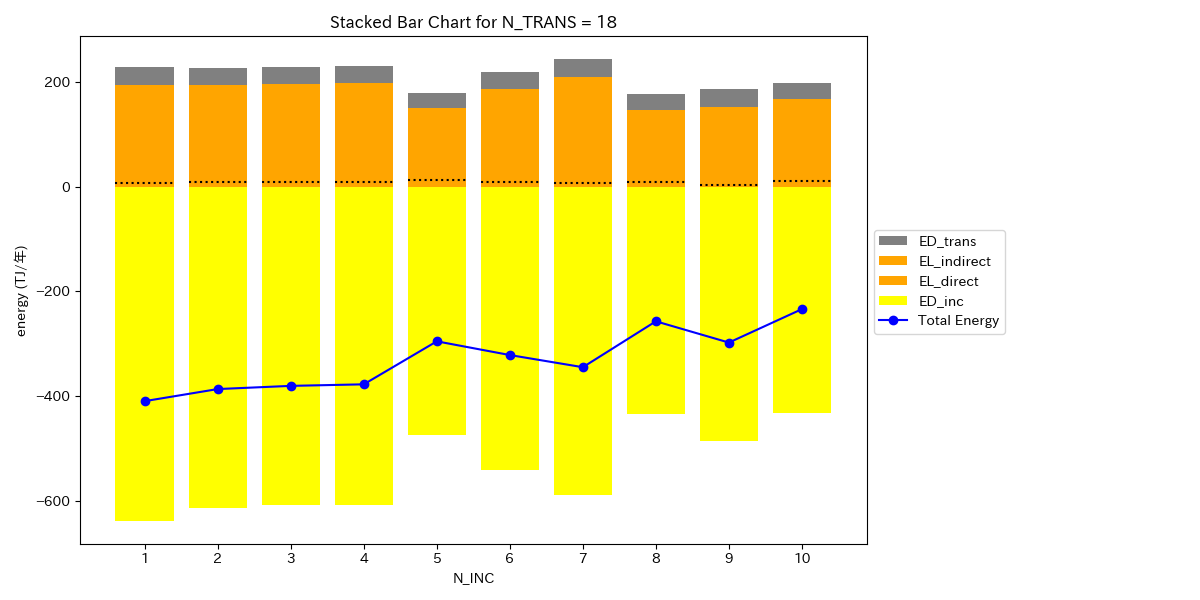 Stacked Bar Chart for N_TRANS = 18
energy (TJ/年)
200
0
−200
−400
−600
1 2 3 4 5 6 7 8 9 10
N_INC
ED_trans
EL_indirect
EL_direct
ED_inc
Total Energy